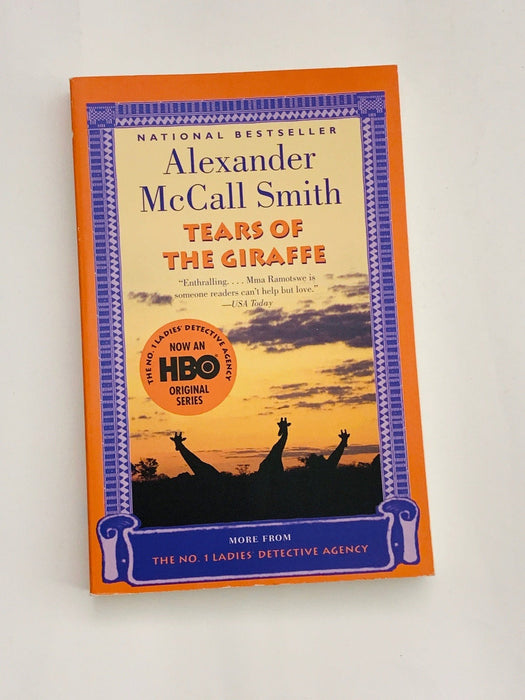 NATIONAL BESTSELLER
Alexander
McCall Smith
TEARS OF
THE GIRAFFE
“Enthralling. . . . Mma Ramotswe is
someone readers can’t help but love.”
—USA Today
THE NO. 1 LADIES' DETECTIVE AGENCY
NOW AN
HBO
ORIGINAL
SERIES
MORE FROM
THE NO. 1 LADIES' DETECTIVE AGENCY